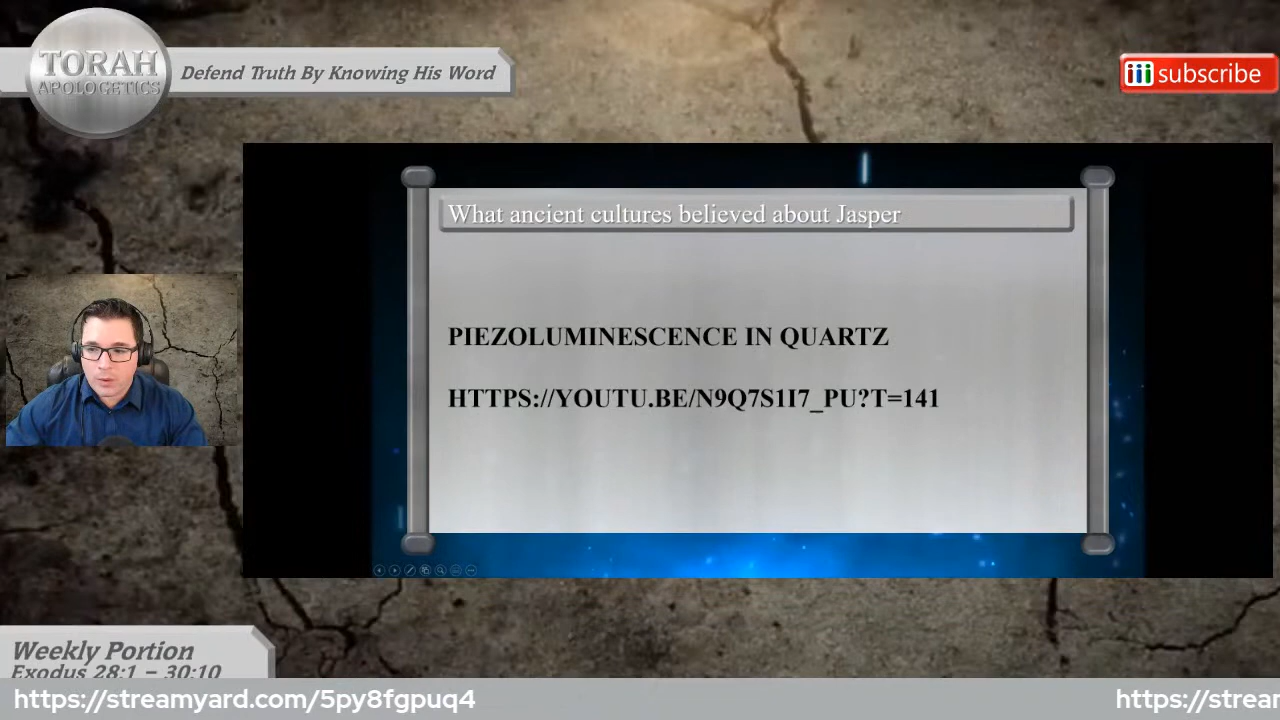 TORAH
APOLOGETICS
Defend Truth By Knowing His Word
subscribe
What ancient cultures believed about Jasper
PIEZOLUMINESCENCE IN QUARTZ
HTTPS://YOUTU.BE/N9Q7S1I7_PU?T=141
Weekly Portion
Exodus 28:1 – 30:10
https://streamyard.com/5py8fgpuq4
https://strear